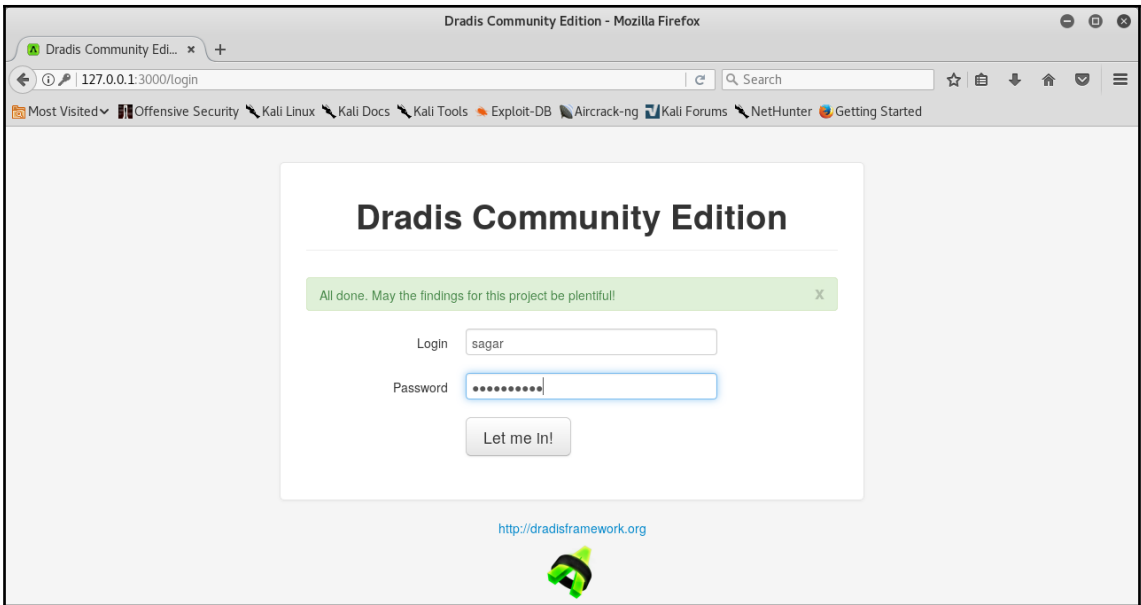 Dradis Community Edition - Mozilla Firefox
Dradis Community Edi... × +
127.0.0.1:3000/login Search
Most Visited Offensive Security Kali Linux Kali Docs Kali Tools Exploit-DB Aircrack-ng Kali Forums NetHunter Getting Started
Dradis Community Edition
All done. May the findings for this project be plentiful! x
Login sagar
Password ••••••••••
Let me in!
http://dradisframework.org